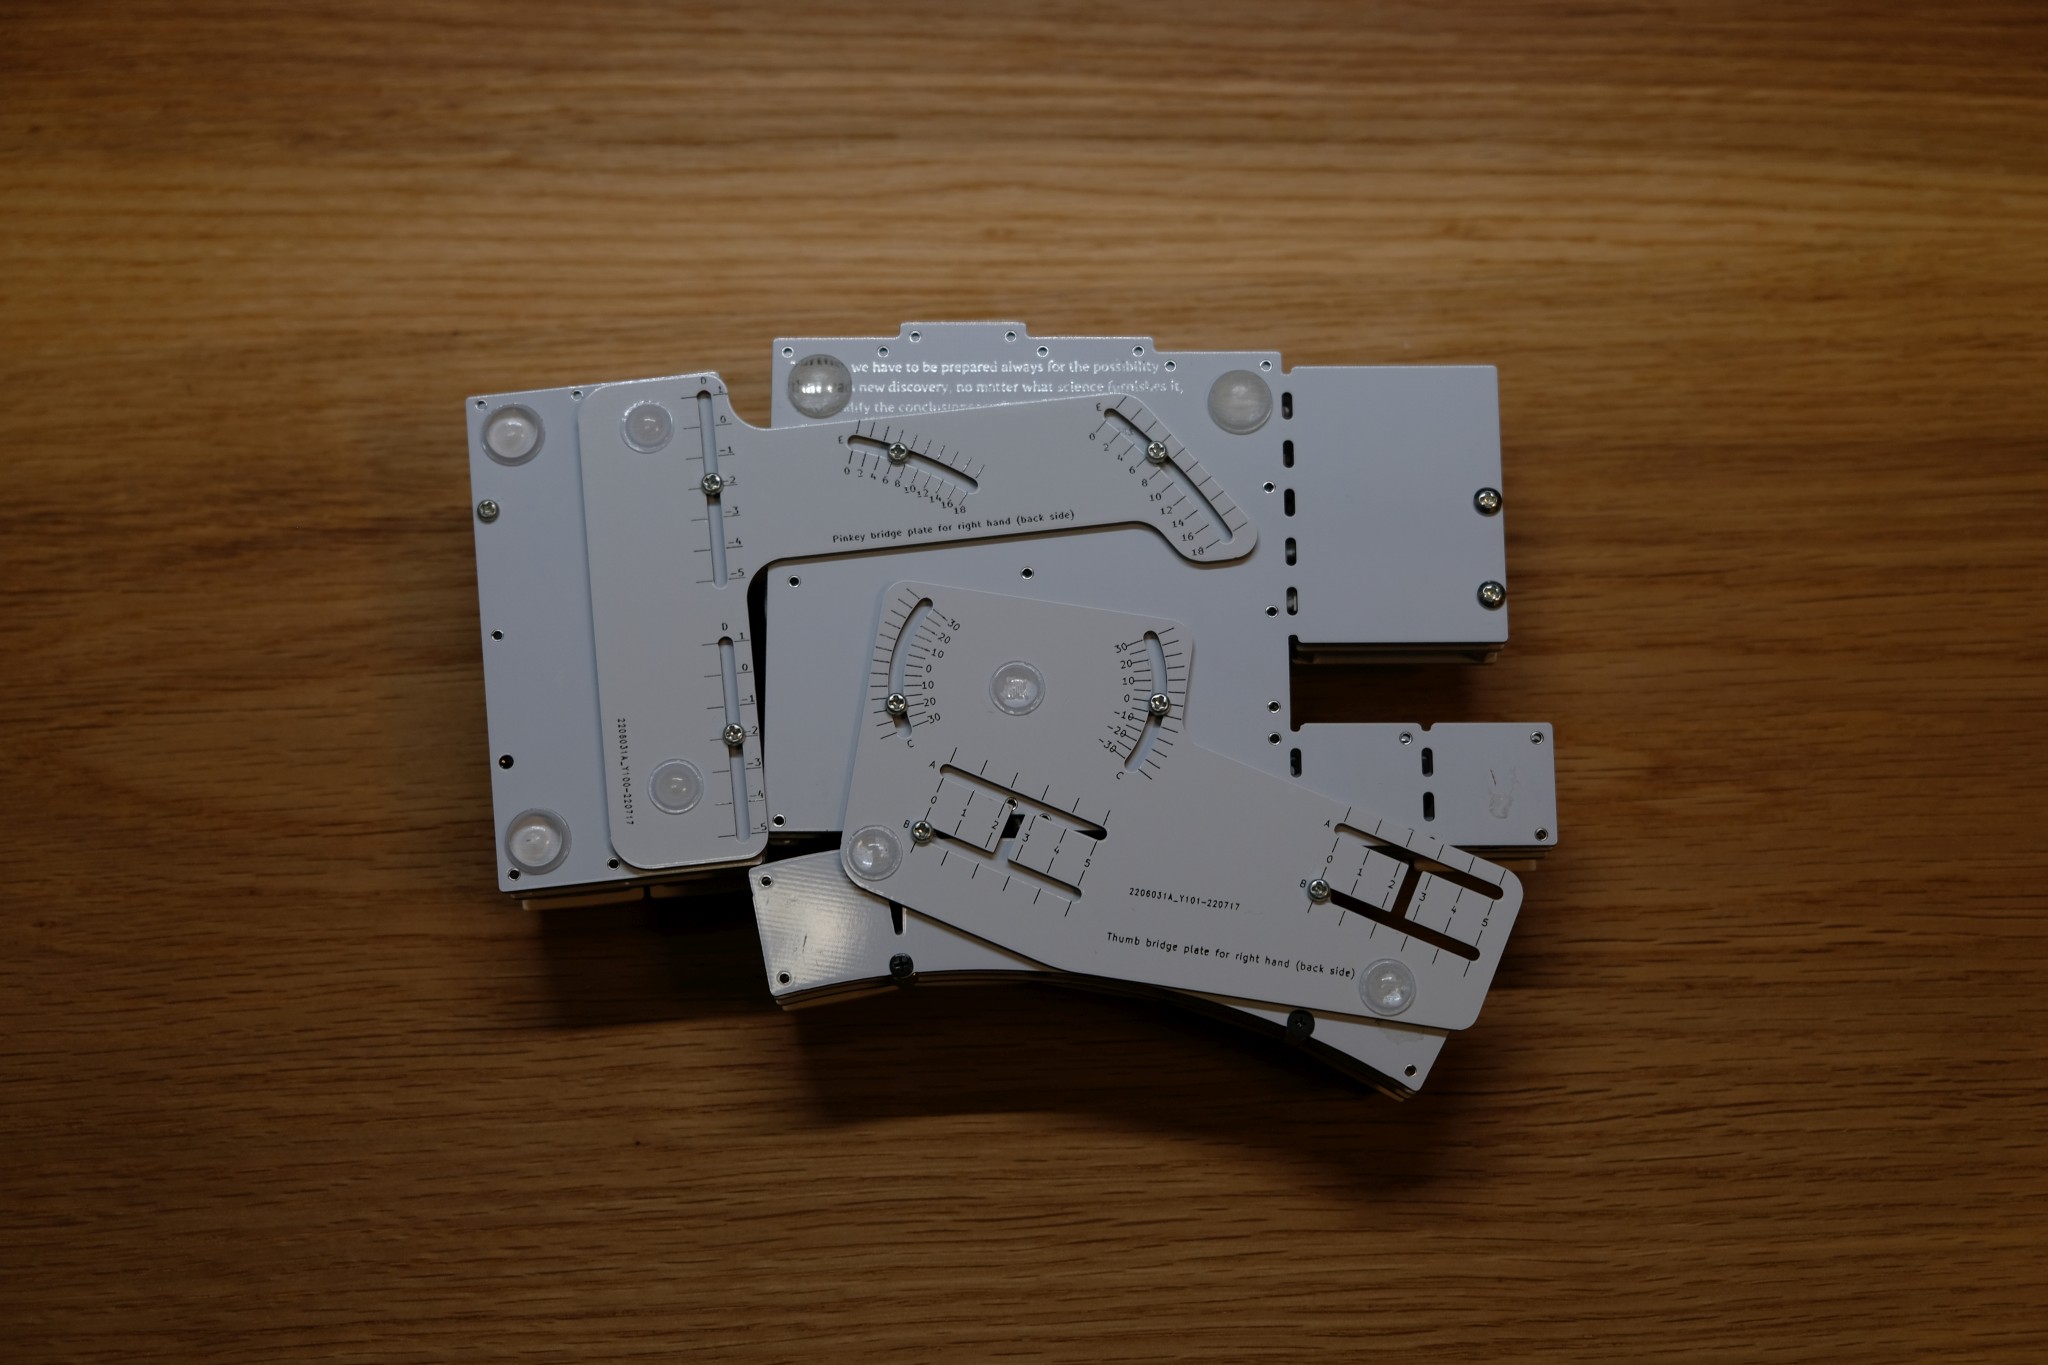 we have to be prepared always for the possibility
new discovery, no matter what science furnishes it,
the conclusions
D
1
0
-1
-2
-3
-4
-5
E
0 2 4 6 8 10 12 14 16 18
E
0 2 4 6 8 10 12 14 16 18
Pinkey bridge plate for right hand (back side)
D
1
0
-1
-2
-3
-4
-5
2206031A_Y100-220717
30
20
10
0
10
20
30
C
30
20
10
0
-10
-20
-30
C
A
0 1 2 3 4 5
B
A
0 1 2 3 4 5
B
2206031A_Y101-220717
Thumb bridge plate for right hand (back side)